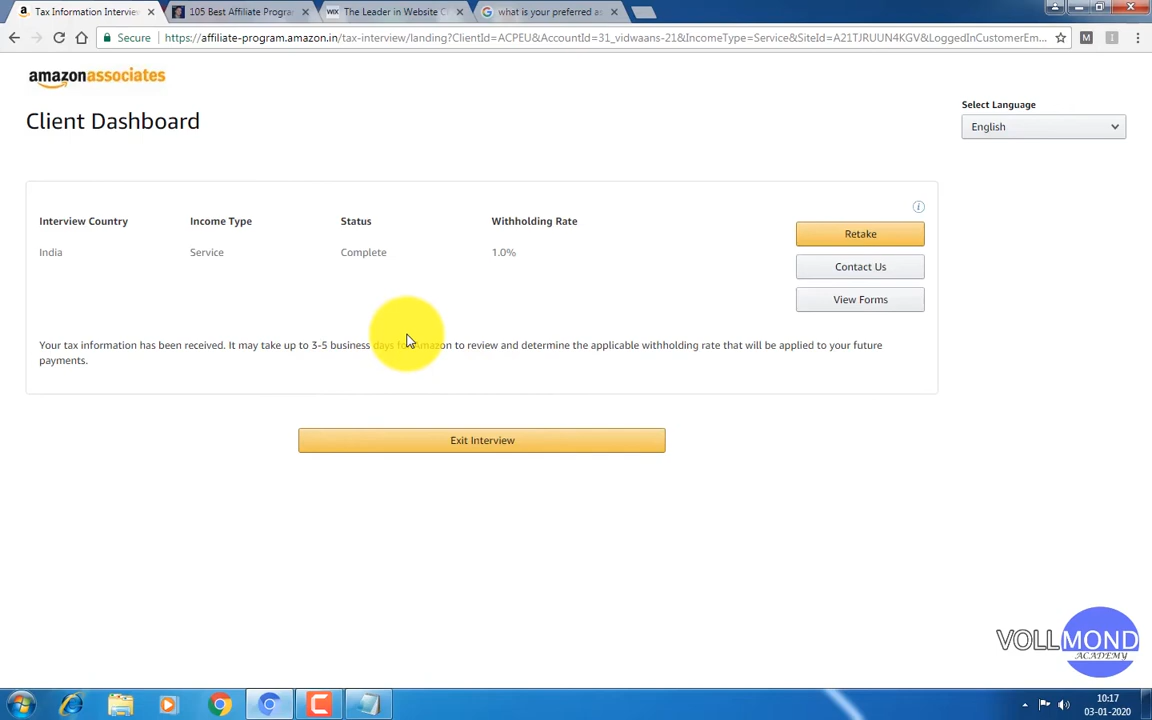 Tax Information Intervie
105 Best Affiliate Progra
WIX
The Leader in Website C
what is your preferred a
Secure
https://affiliate-program.amazon.in/tax-interview/landing?ClientId=ACPEU&AccountId=31_vidwaans-21&IncomeType=Service&SiteId=A21TJRUUN4KGV&LoggedInCustomerEm...
amazonassociates
Select Language
Client Dashboard
English
Interview Country
Income Type
Status
Withholding Rate
Retake
India
Service
Complete
1.0%
Contact Us
View Forms
Your tax information has been received. It may take up to 3-5 business days for Amazon to review and determine the applicable withholding rate that will be applied to your future
payments.
Exit Interview
VOLLMOND
ACADEMY
10:17
03-01-2020